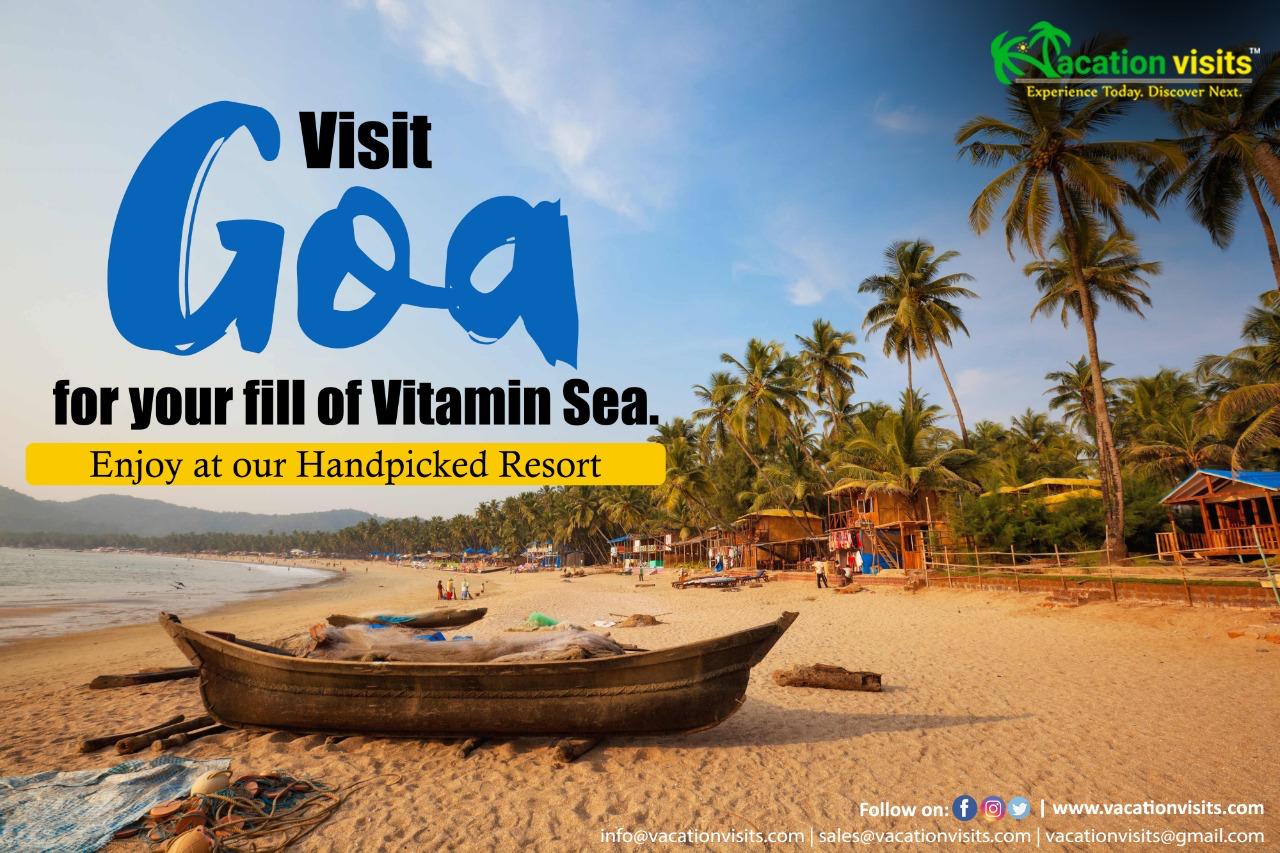 Vacation visits™
Experience Today. Discover Next.
Visit
Goa
for your fill of Vitamin Sea.
Enjoy at our Handpicked Resort
Follow on: | www.vacationvisits.com
info@vacationvisits.com | sales@vacationvisits.com | vacationvisits@gmail.com